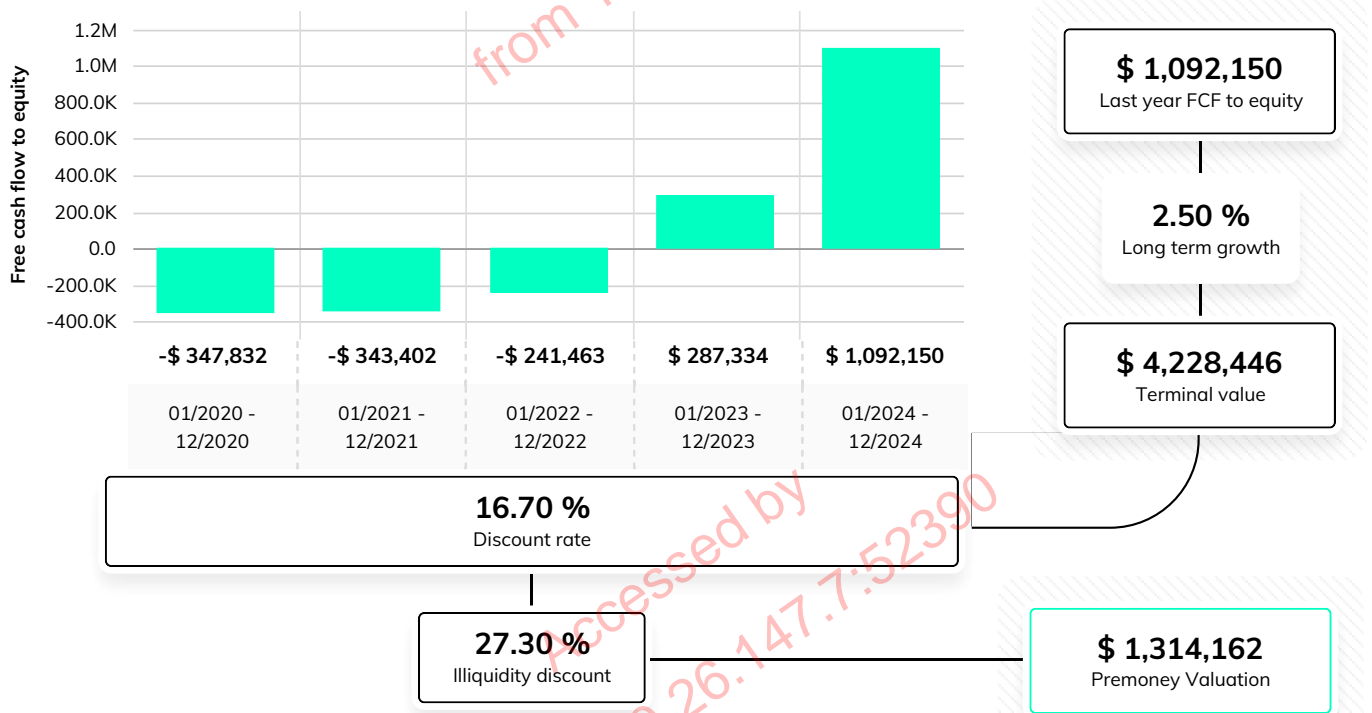 Free cash flow to equity
1.2M
1.0M
800.0K
600.0K
400.0K
200.0K
0.0
-200.0K
-400.0K
-$ 347,832
-$ 343,402
-$ 241,463
$ 287,334
$ 1,092,150
01/2020 -
12/2020
01/2021 -
12/2021
01/2022 -
12/2022
01/2023 -
12/2023
01/2024 -
12/2024
$ 1,092,150
Last year FCF to equity
2.50 %
Long term growth
$ 4,228,446
Terminal value
16.70 %
Discount rate
27.30 %
Illiquidity discount
$ 1,314,162
Premoney Valuation
from
Accessed by
26.147.7:52390